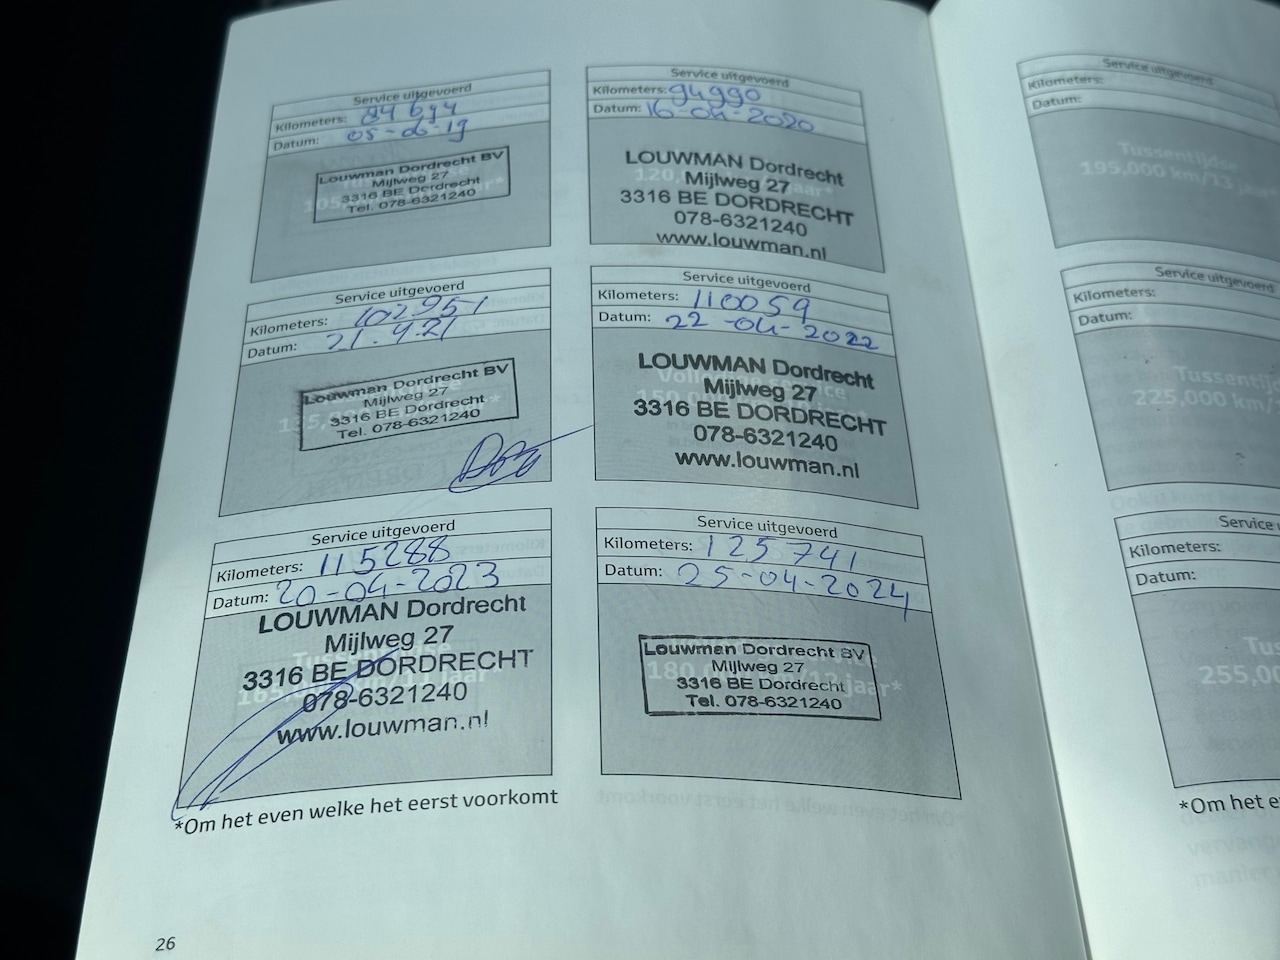 Service uitgevoerd
Kilometers: 84694
Datum: 05-06-19
Louwman Dordrecht BV
Mijlweg 27
3316 BE Dordrecht
Tel. 078-6321240
Service uitgevoerd
Kilometers: 94990
Datum: 16-04-2020
LOUWMAN Dordrecht
Mijlweg 27
3316 BE DORDRECHT
078-6321240
www.louwman.nl
Service uitgevoerd
Kilometers: 102951
Datum: 21.4.21
Louwman Dordrecht BV
Mijlweg 27
3316 BE Dordrecht
Tel. 078-6321240
Service uitgevoerd
Kilometers: 110059
Datum: 22-04-2022
LOUWMAN Dordrecht
Mijlweg 27
3316 BE DORDRECHT
078-6321240
www.louwman.nl
Service uitgevoerd
Kilometers: 115288
Datum: 20-04-2023
LOUWMAN Dordrecht
Mijlweg 27
3316 BE DORDRECHT
078-6321240
www.louwman.nl
Service uitgevoerd
Kilometers: 125741
Datum: 25-04-2024
Louwman Dordrecht BV
Mijlweg 27
3316 BE Dordrecht
Tel. 078-6321240
*Om het even welke het eerst voorkomt
26
Service uitgevoerd
Kilometers:
Datum:
Tussentijdse
195,000 km/13 jaar*
Service uitgevoerd
Kilometers:
Datum:
225,000 km/
Service
Kilometers:
Datum:
255,00
*Om het e